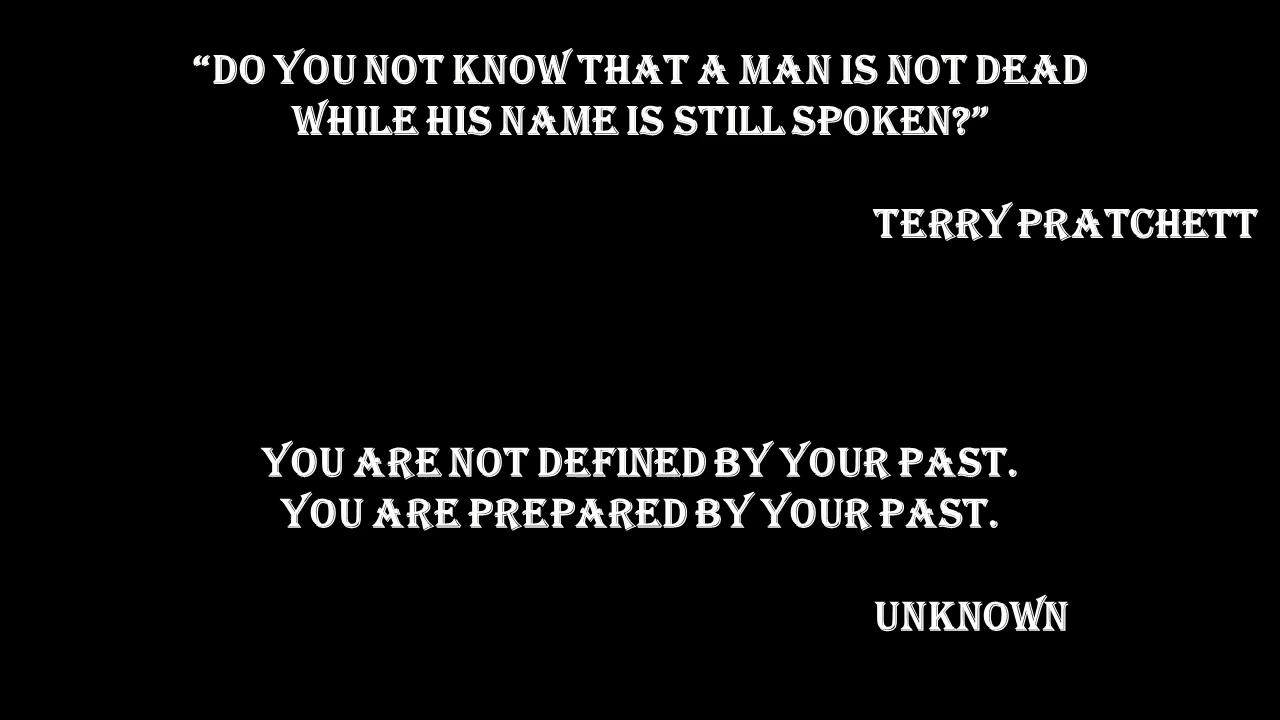 “DO YOU NOT KNOW THAT A MAN IS NOT DEAD
WHILE HIS NAME IS STILL SPOKEN?”
TERRY PRATCHETT
YOU ARE NOT DEFINED BY YOUR PAST.
YOU ARE PREPARED BY YOUR PAST.
UNKNOWN